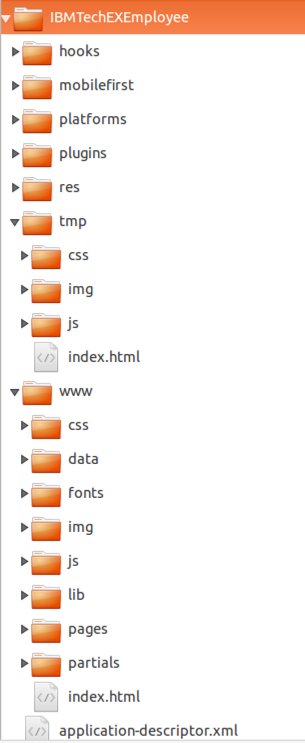 IBMTechEXEmployee
hooks
mobilefirst
platforms
plugins
res
tmp
css
img
js
index.html
www
css
data
fonts
img
js
lib
pages
partials
index.html
application-descriptor.xml